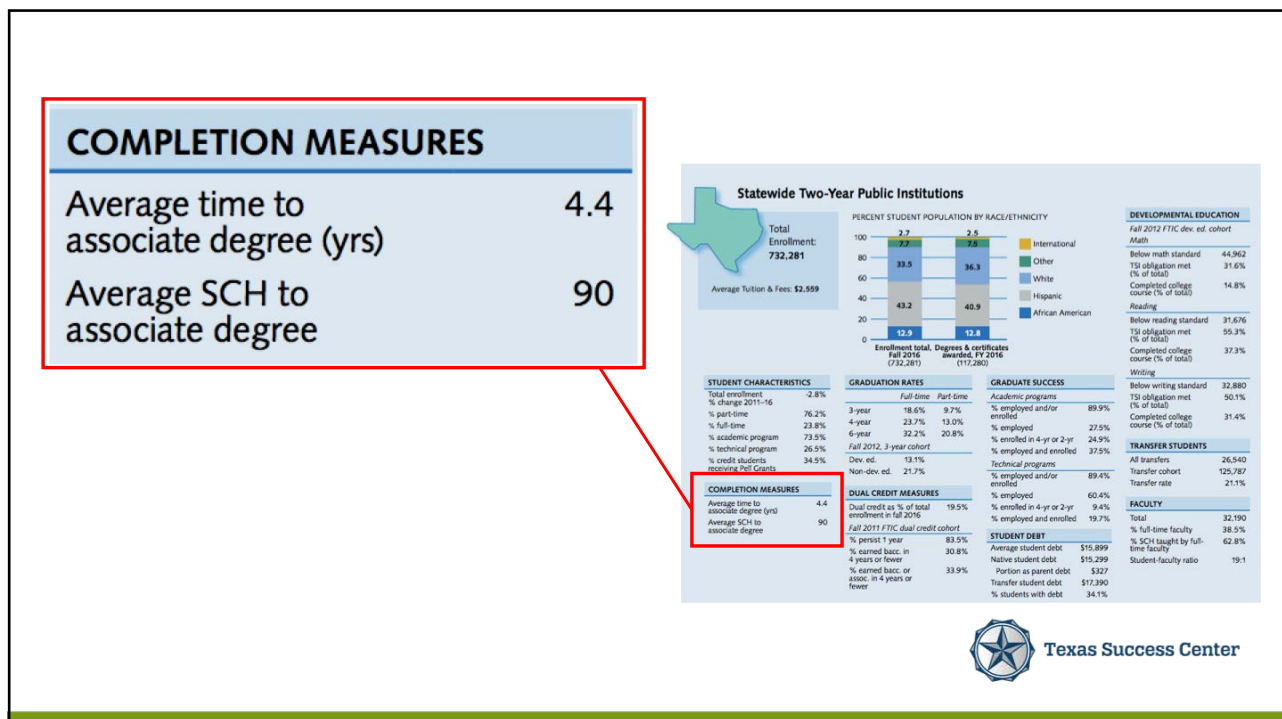 COMPLETION MEASURES
Average time to 4.4
associate degree (yrs)
Average SCH to 90
associate degree
Statewide Two-Year Public Institutions
Total
Enrollment:
732,281
Average Tuition & Fees: $2,559
PERCENT STUDENT POPULATION BY RACE/ETHNICITY
100
80
60
40
20
0
2.7
7.7
33.5
43.2
12.9
2.5
7.5
36.3
40.9
12.8
Enrollment total,
Fall 2016
(732,281)
Degrees & certificates
awarded, FY 2016
(117,280)
International
Other
White
Hispanic
African American
STUDENT CHARACTERISTICS
Total enrollment -2.8%
% change 2011–16
% part-time 76.2%
% full-time 23.8%
% academic program 73.5%
% technical program 26.5%
% credit students 34.5%
receiving Pell Grants
COMPLETION MEASURES
Average time to 4.4
associate degree (yrs)
Average SCH to 90
associate degree
GRADUATION RATES
Full-time Part-time
3-year 18.6% 9.7%
4-year 23.7% 13.0%
6-year 32.2% 20.8%
Fall 2012, 3-year cohort
Dev. ed. 13.1%
Non-dev. ed. 21.7%
DUAL CREDIT MEASURES
Dual credit as % of total 19.5%
enrollment in fall 2016
Fall 2011 FTIC dual credit cohort
% persist 1 year 83.5%
% earned bacc. in 30.8%
4 years or fewer
% earned bacc. or 33.9%
assoc. in 4 years or
fewer
GRADUATE SUCCESS
Academic programs
% employed and/or 89.9%
enrolled
% employed 27.5%
% enrolled in 4-yr or 2-yr 24.9%
% employed and enrolled 37.5%
Technical programs
% employed and/or 89.4%
enrolled
% employed 60.4%
% enrolled in 4-yr or 2-yr 9.4%
% employed and enrolled 19.7%
STUDENT DEBT
Average student debt $15,899
Native student debt $15,299
Portion as parent debt $327
Transfer student debt $17,390
% students with debt 34.1%
DEVELOPMENTAL EDUCATION
Fall 2012 FTIC dev. ed. cohort
Math
Below math standard 44,962
TSI obligation met 31.6%
(% of total)
Completed college 14.8%
course (% of total)
Reading
Below reading standard 31,676
TSI obligation met 55.3%
(% of total)
Completed college 37.3%
course (% of total)
Writing
Below writing standard 32,880
TSI obligation met 50.1%
(% of total)
Completed college 31.4%
course (% of total)
TRANSFER STUDENTS
All transfers 26,540
Transfer cohort 125,787
Transfer rate 21.1%
FACULTY
Total 32,190
% full-time faculty 38.5%
% SCH taught by full- 62.8%
time faculty
Student-faculty ratio 19:1
Texas Success Center